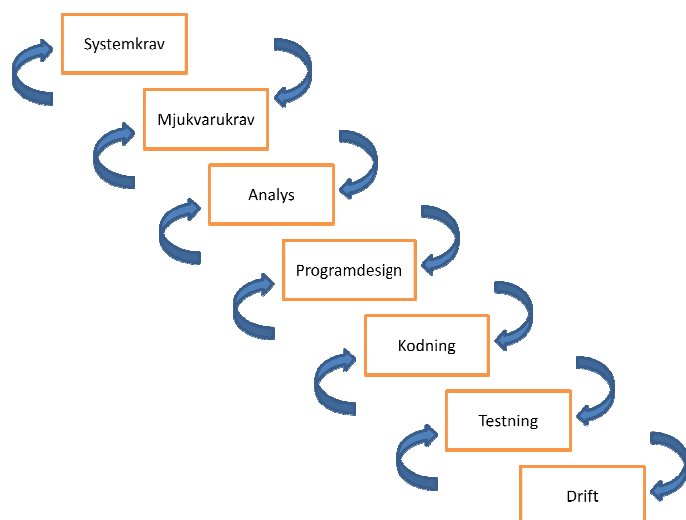 Systemkrav
Mjukvarukrav
Analys
Programdesign
Kodning
Testning
Drift